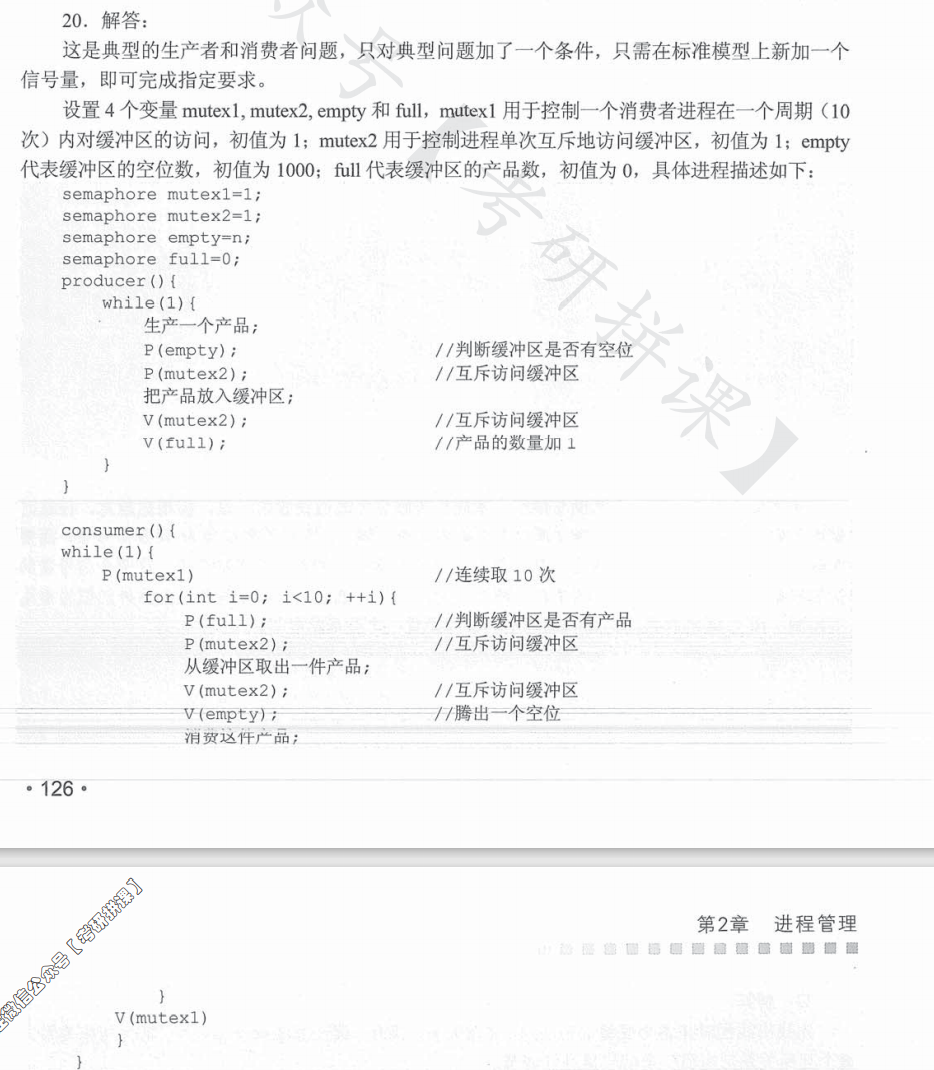 20．解答：
这是典型的生产者和消费者问题，只对典型问题加了一个条件，只需在标准模型上新加一个
信号量，即可完成指定要求。
设置 4 个变量 mutex1, mutex2, empty 和 full，mutex1 用于控制一个消费者进程在一个周期（10
次）内对缓冲区的访问，初值为 1；mutex2 用于控制进程单次互斥地访问缓冲区，初值为 1；empty
代表缓冲区的空位数，初值为 1000；full 代表缓冲区的产品数，初值为 0，具体进程描述如下：
semaphore mutex1=1;
semaphore mutex2=1;
semaphore empty=n;
semaphore full=0;
producer(){
while(1){
生产一个产品;
P(empty); //判断缓冲区是否有空位
P(mutex2); //互斥访问缓冲区
把产品放入缓冲区;
V(mutex2); //互斥访问缓冲区
V(full); //产品的数量加 1
}
}
consumer(){
while(1){
P(mutex1) //连续取 10 次
for(int i=0; i<10; ++i){
P(full); //判断缓冲区是否有产品
P(mutex2); //互斥访问缓冲区
从缓冲区取出一件产品;
V(mutex2); //互斥访问缓冲区
V(empty); //腾出一个空位
消费这件产品;
• 126 •
第2章 进程管理
}
V(mutex1)
}
}
众号【考研拼课】
微信公众号【考研拼课】